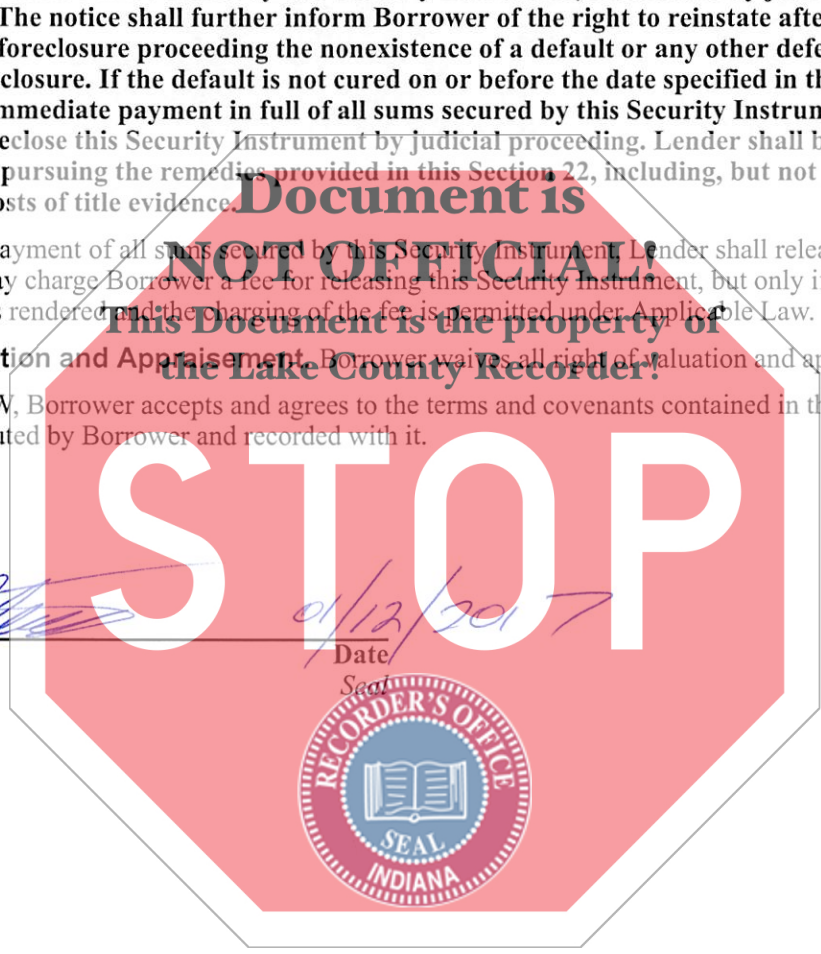 The notice shall further inform Borrower of the right to reinstate afte
foreclosure proceeding the nonexistence of a default or any other defe
closure. If the default is not cured on or before the date specified in th
mmediate payment in full of all sums secured by this Security Instrum
eclose this Security Instrument by judicial proceeding. Lender shall b
pursuing the remedies provided in this Section 22, including, but not
sts of title evidence.
Document is
ayment of all sums secured by this Security Instrument, Lender shall relea
NOT OFFICIAL!
y charge Borrower a fee for releasing this Security Instrument, but only i
rendered and the charging of the fee is permitted under Applicable Law.
This Document is the property of
tion and Appraisement. Borrower waives all right of valuation and ap
the Lake County Recorder!
, Borrower accepts and agrees to the terms and covenants contained in th
ted by Borrower and recorded with it.
STOP
01/12/2017
Date
Seal
RECORDER'S OFFICE
SEAL
INDIANA